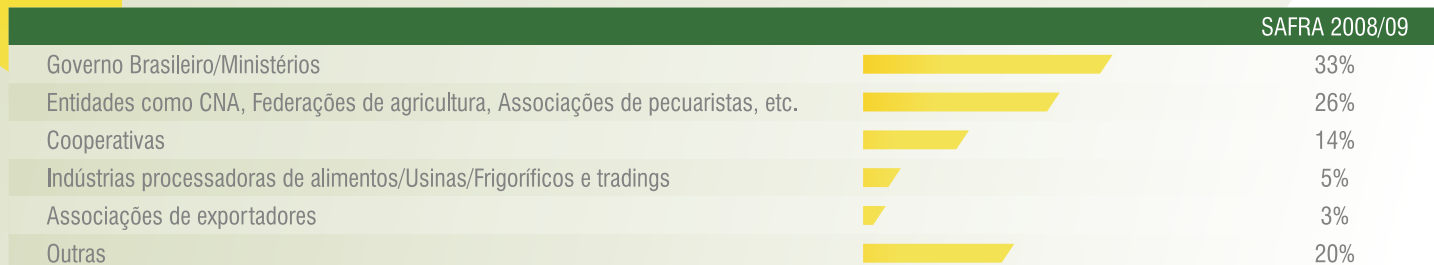 SAFRA 2008/09
Governo Brasileiro/Ministérios 33%
Entidades como CNA, Federações de agricultura, Associações de pecuaristas, etc. 26%
Cooperativas 14%
Indústrias processadoras de alimentos/Usinas/Frigoríficos e tradings 5%
Associações de exportadores 3%
Outras 20%